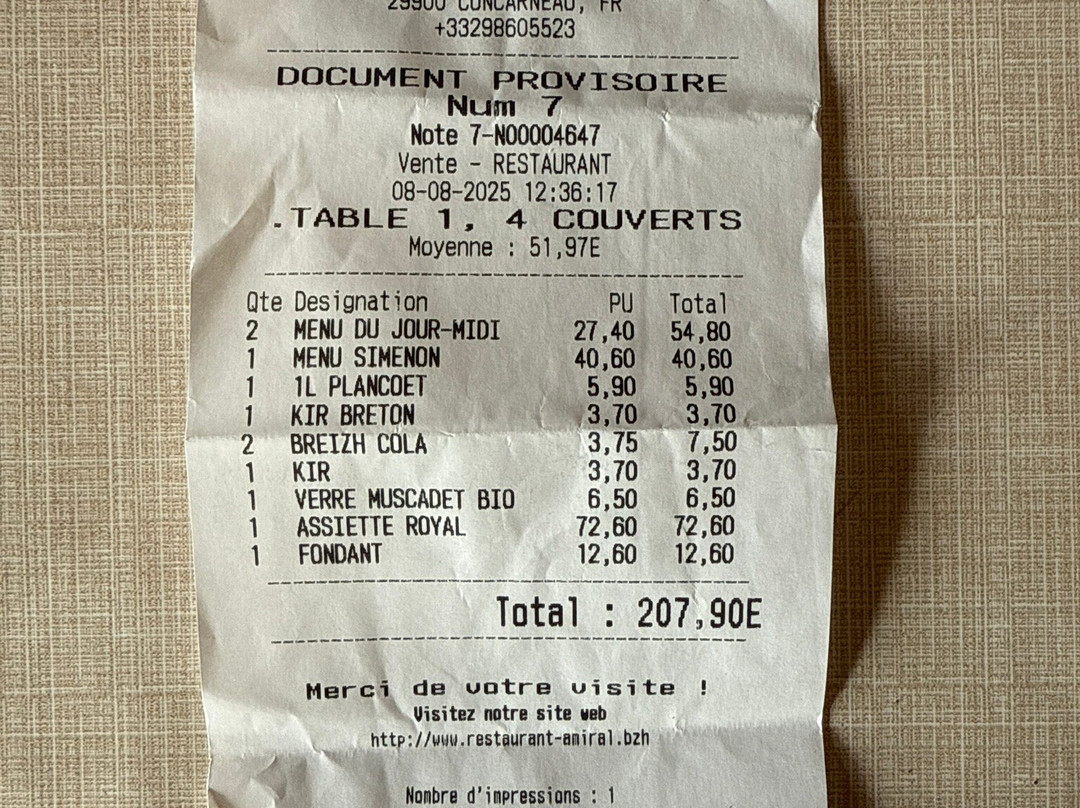 29900 CONCARNEAU, FR
+33298605523
DOCUMENT PROVISOIRE
Num 7
Note 7-N00004647
Vente - RESTAURANT
08-08-2025 12:36:17
.TABLE 1, 4 COUVERTS
Moyenne : 51,97E
Qte Designation PU Total
2 MENU DU JOUR-MIDI 27,40 54,80
1 MENU SIMENON 40,60 40,60
1 1L PLANCOET 5,90 5,90
1 KIR BRETON 3,70 3,70
2 BREIZH COLA 3,75 7,50
1 KIR 3,70 3,70
1 VERRE MUSCADET BIO 6,50 6,50
1 ASSIETTE ROYAL 72,60 72,60
1 FONDANT 12,60 12,60
Total : 207,90E
Merci de votre visite !
Visitez notre site web
http://www.restaurant-amiral.bzh
Nombre d'impressions : 1